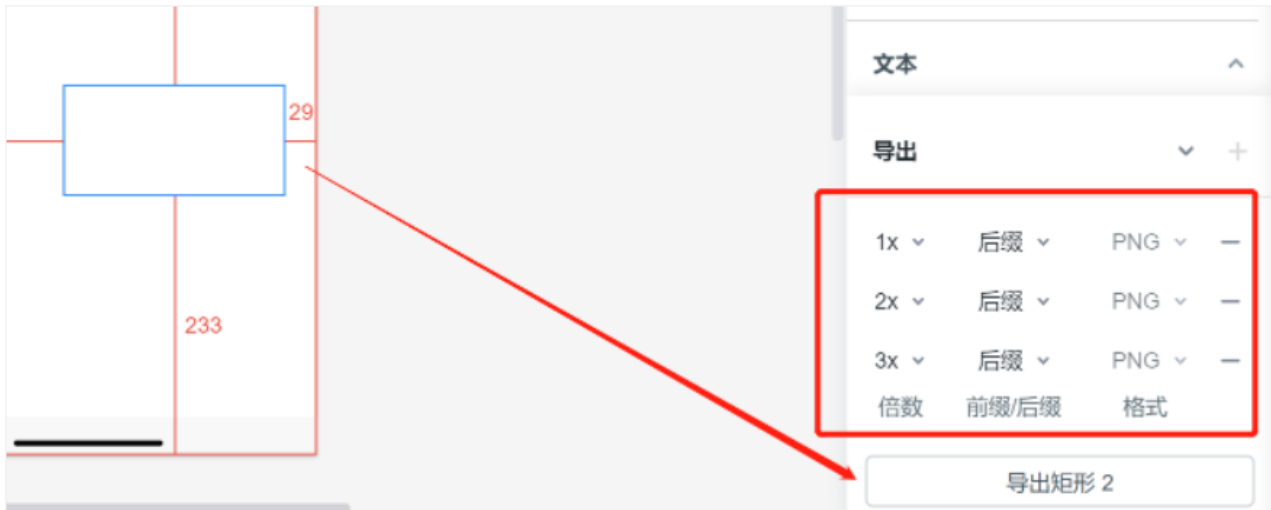 29
233
文本
导出
1x 后缀 PNG
2x 后缀 PNG
3x 后缀 PNG
倍数 前缀/后缀 格式
导出矩形 2